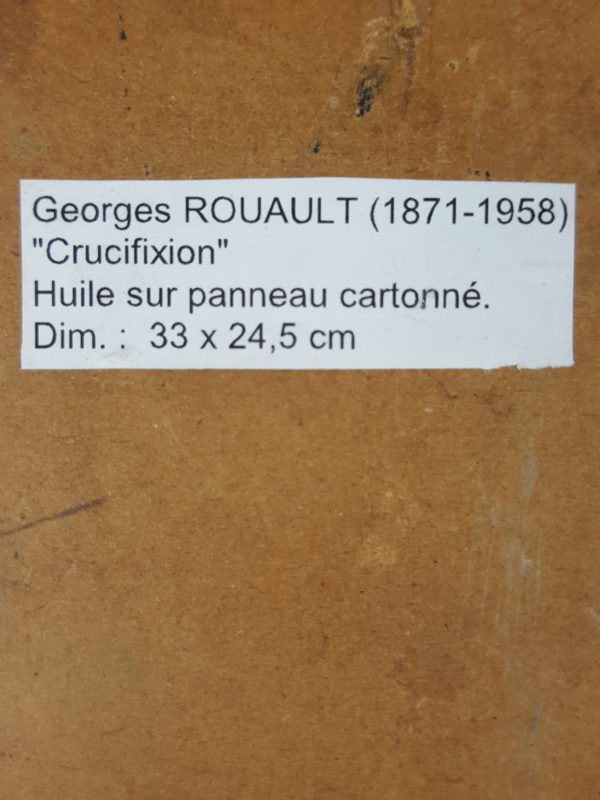 Georges ROUAULT (1871-1958)
"Crucifixion"
Huile sur panneau cartonné.
Dim. : 33 x 24,5 cm